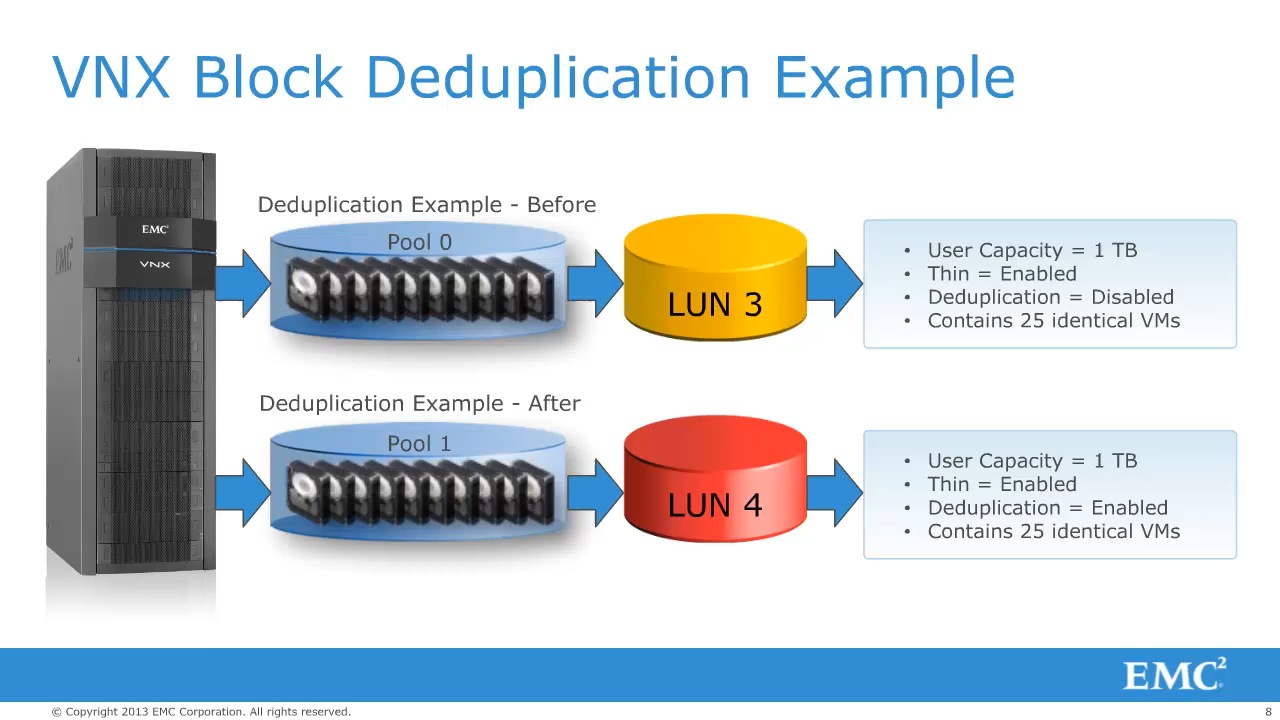 VNX Block Deduplication Example
EMC²
EMC²
VNX
Deduplication Example - Before
Pool 0
LUN 3
• User Capacity = 1 TB
• Thin = Enabled
• Deduplication = Disabled
• Contains 25 identical VMs
Deduplication Example - After
Pool 1
LUN 4
• User Capacity = 1 TB
• Thin = Enabled
• Deduplication = Enabled
• Contains 25 identical VMs
EMC²
© Copyright 2013 EMC Corporation. All rights reserved.
8